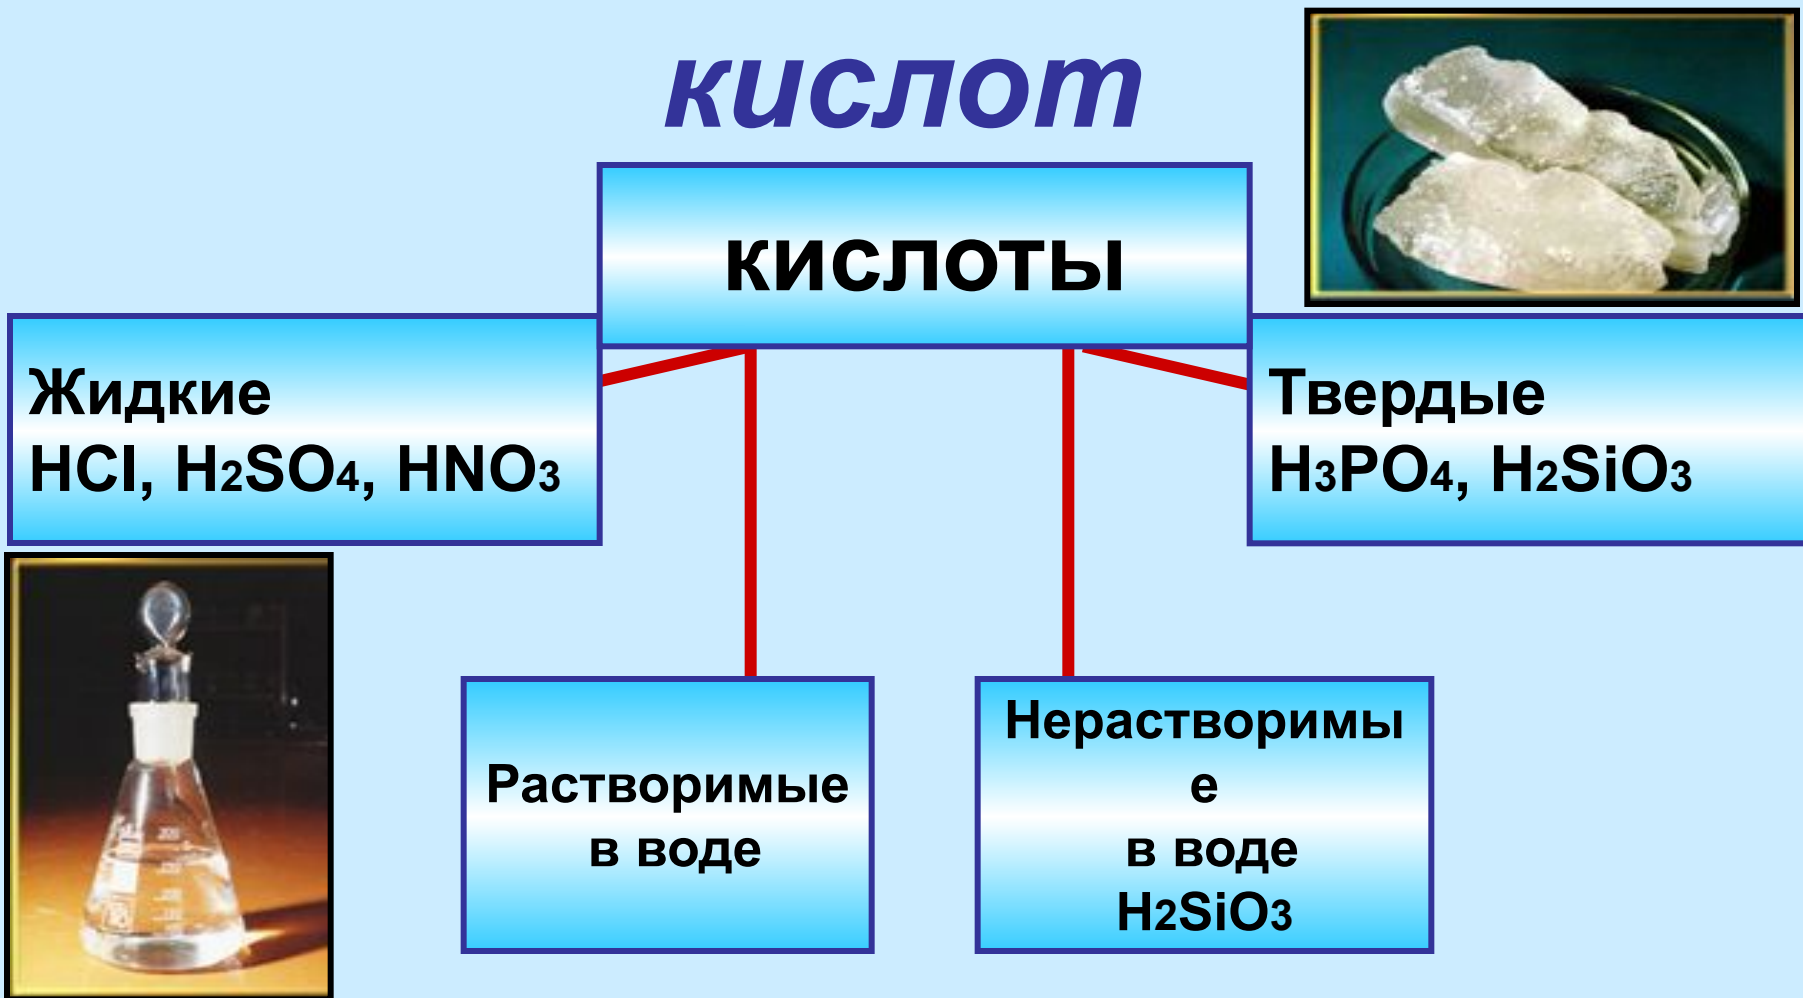 кислот
кислоты
Жидкие
HCl, H2SO4, HNO3
Твердые
H3PO4, H2SiO3
Растворимые
в воде
Нерастворимы
е
в воде
H2SiO3